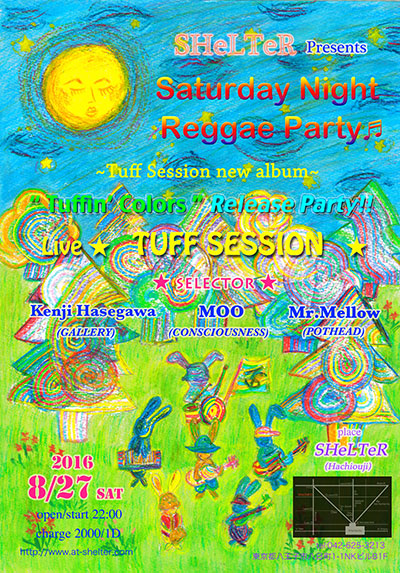 SHeLTeR Presents
Saturday Night
Reggae Party♬
~Tuff Session new album~
“ Tuffin' Colors ” Release Party!!
Live ★ TUFF SESSION ★
★ SELECTOR ★
Kenji Hasegawa MOO Mr.Mellow
(GALLERY) (CONSCIOUSNESS) (POTHEAD)
place
SHeLTeR
(Hachiouji)
2016
8/27 SAT
open/start 22:00
charge 2000/1D
http://www.at-shelter.com